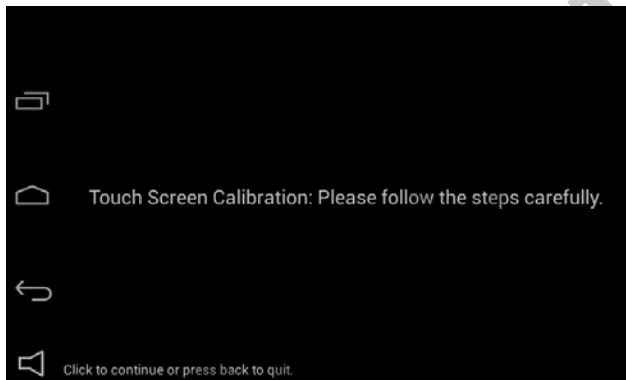 Touch Screen Calibration: Please follow the steps carefully.
Click to continue or press back to quit.